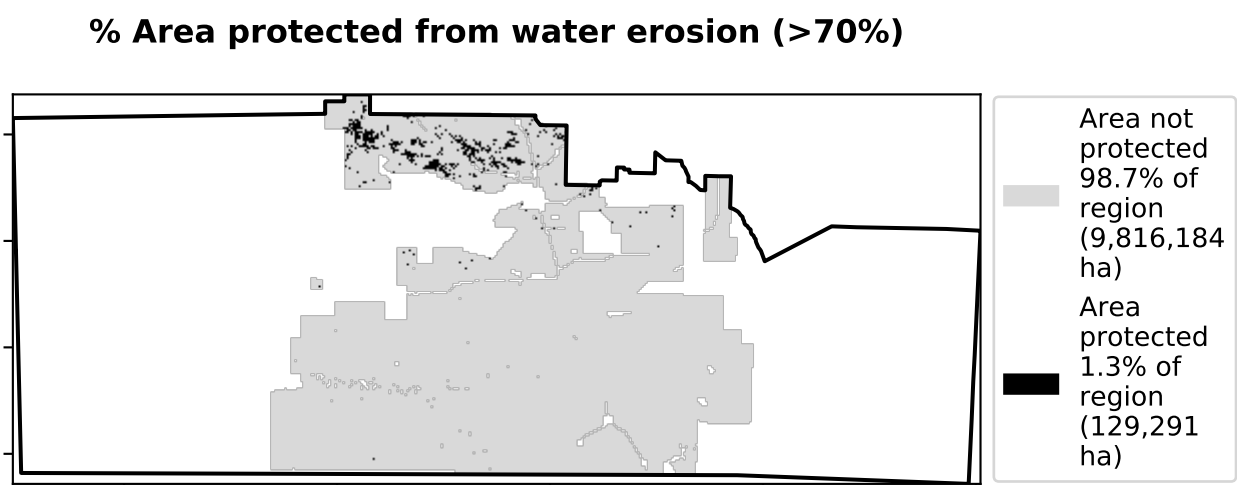 % Area protected from water erosion (>70%)
Area not
protected
98.7% of
region
(9,816,184
ha)
Area
protected
1.3% of
region
(129,291
ha)